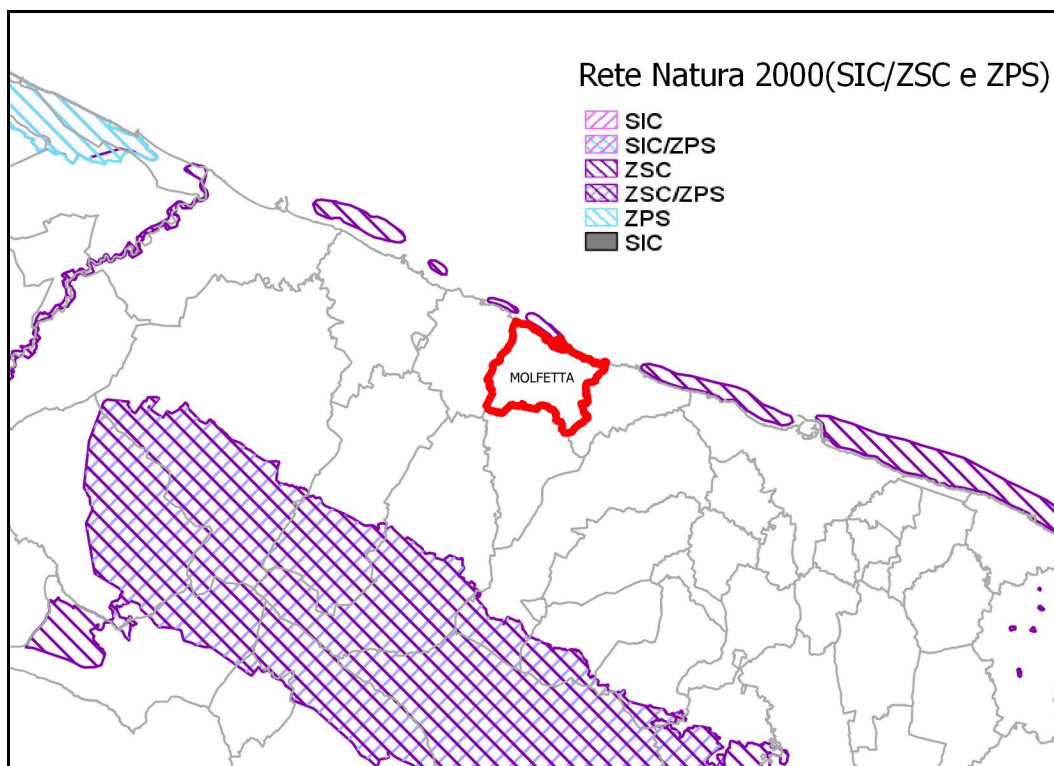 Rete Natura 2000(SIC/ZSC e ZPS)
SIC
SIC/ZPS
ZSC
ZSC/ZPS
ZPS
SIC
MOLFETTA